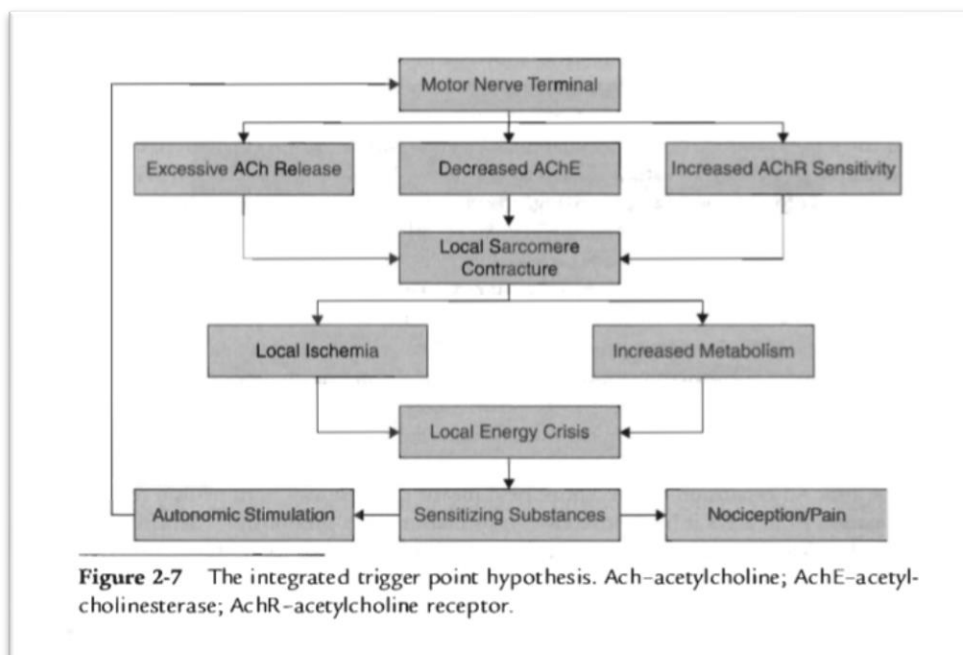 Motor Nerve Terminal
Excessive ACh Release
Decreased AChE
Increased AChR Sensitivity
Local Sarcomere
Contracture
Local Ischemia
Increased Metabolism
Local Energy Crisis
Autonomic Stimulation
Sensitizing Substances
Nociception/Pain
Figure 2-7 The integrated trigger point hypothesis. Ach–acetylcholine; AchE–acetyl-
cholinesterase; AchR–acetylcholine receptor.